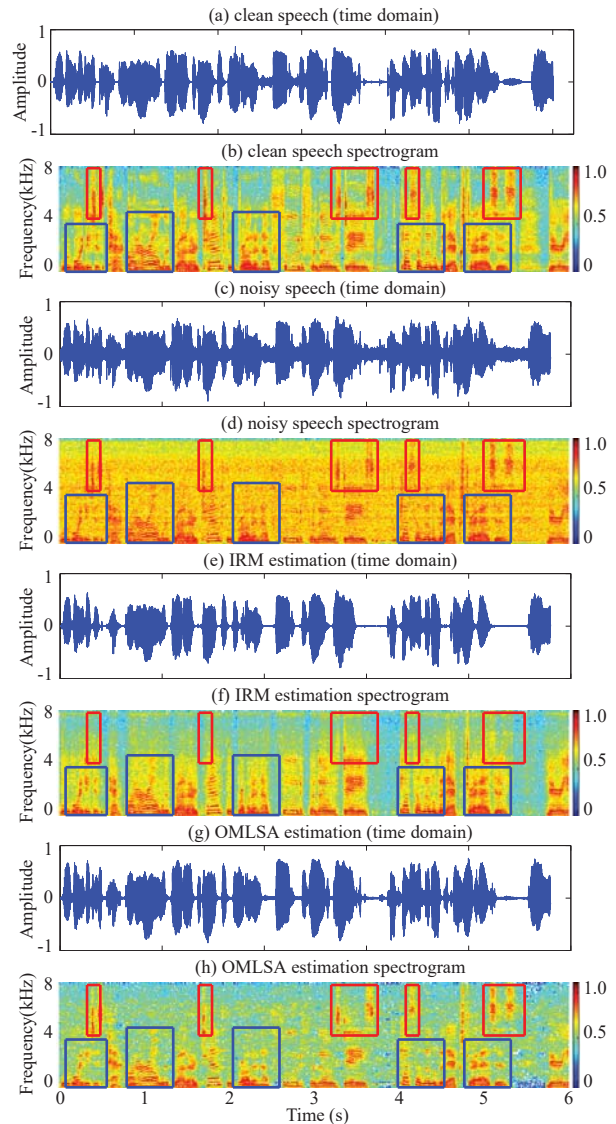 (a) clean speech (time domain)
1
0
-1
Amplitude
(b) clean speech spectrogram
8
4
0
Frequency(kHz)
1.0
0.5
0
(c) noisy speech (time domain)
1
0
-1
Amplitude
(d) noisy speech spectrogram
8
4
0
Frequency(kHz)
1.0
0.5
0
(e) IRM estimation (time domain)
1
0
-1
Amplitude
(f) IRM estimation spectrogram
8
4
0
Frequency(kHz)
1.0
0.5
0
(g) OMLSA estimation (time domain)
1
0
-1
Amplitude
(h) OMLSA estimation spectrogram
8
4
0
Frequency(kHz)
1.0
0.5
0
0 1 2 3 4 5 6
Time (s)